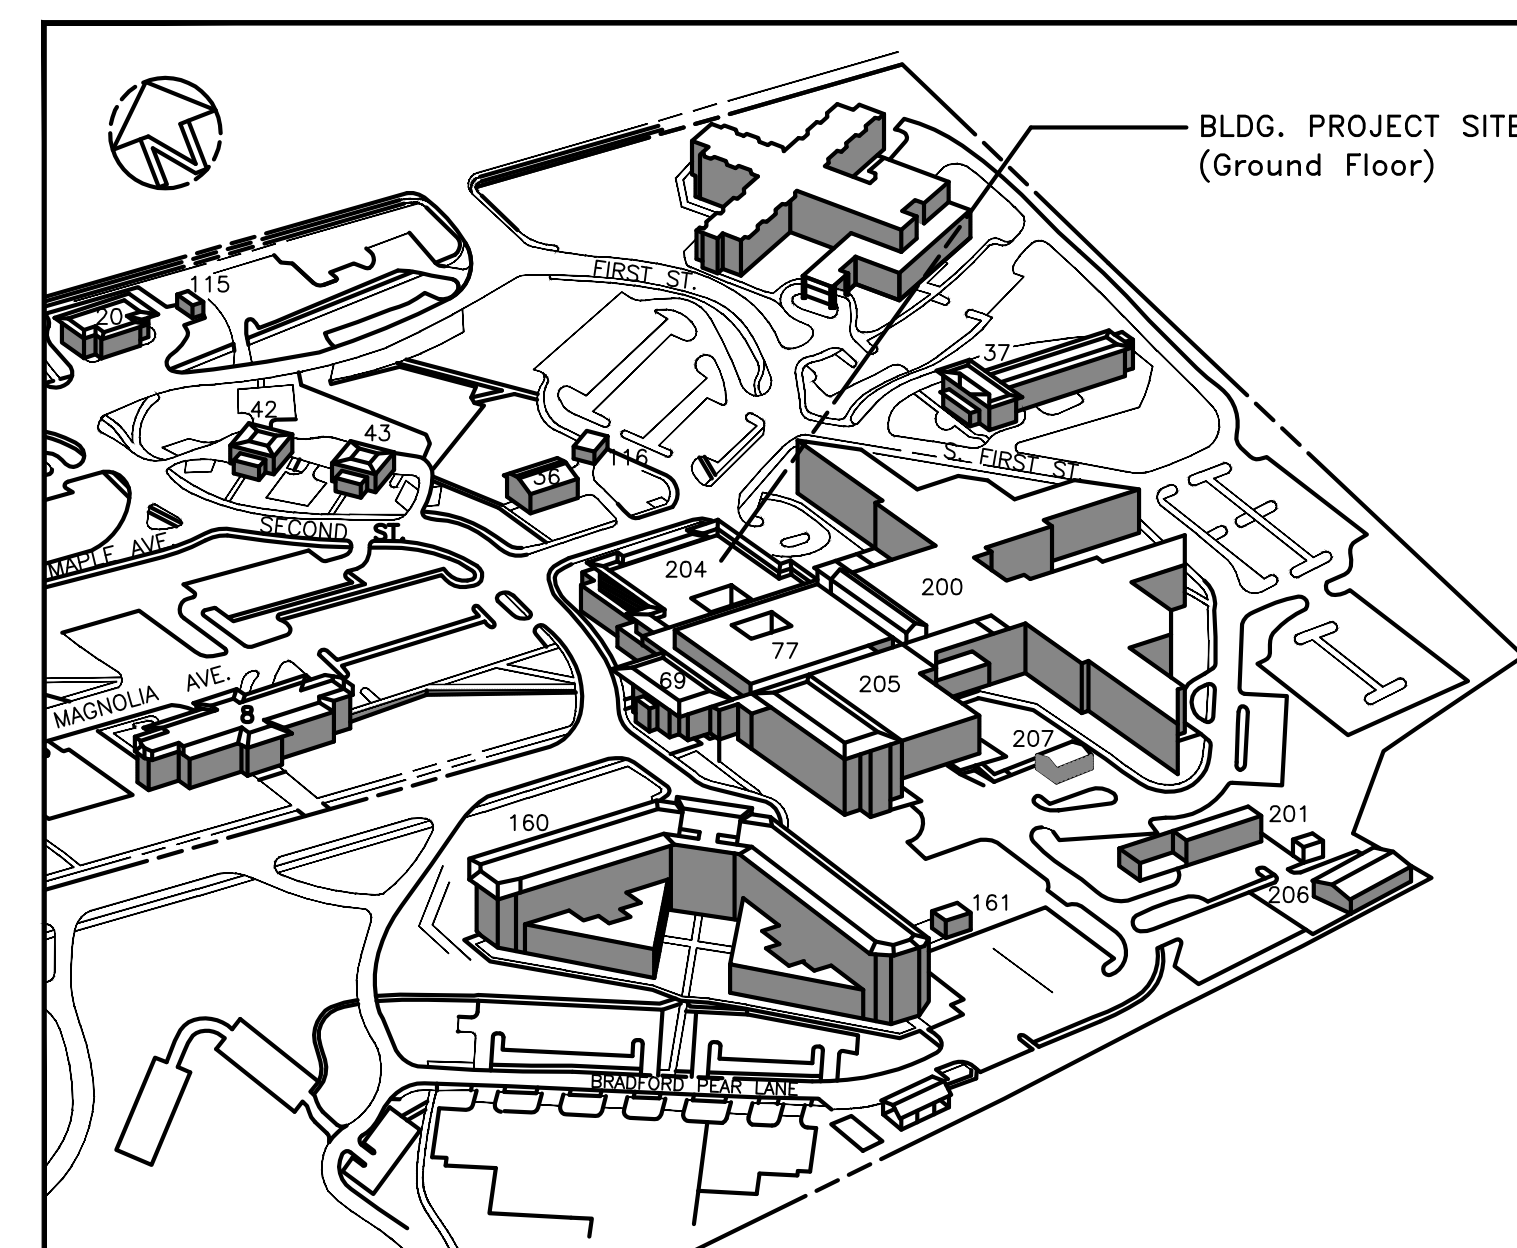 N
BLDG. PROJECT SITE
(Ground Floor)
115
20
FIRST ST.
37
42
43
116
36
S. FIRST ST.
SECOND ST.
MAPLE AVE.
204
200
77
69
205
MAGNOLIA AVE.
8
207
160
201
206
161
BRADFORD PEAR LANE